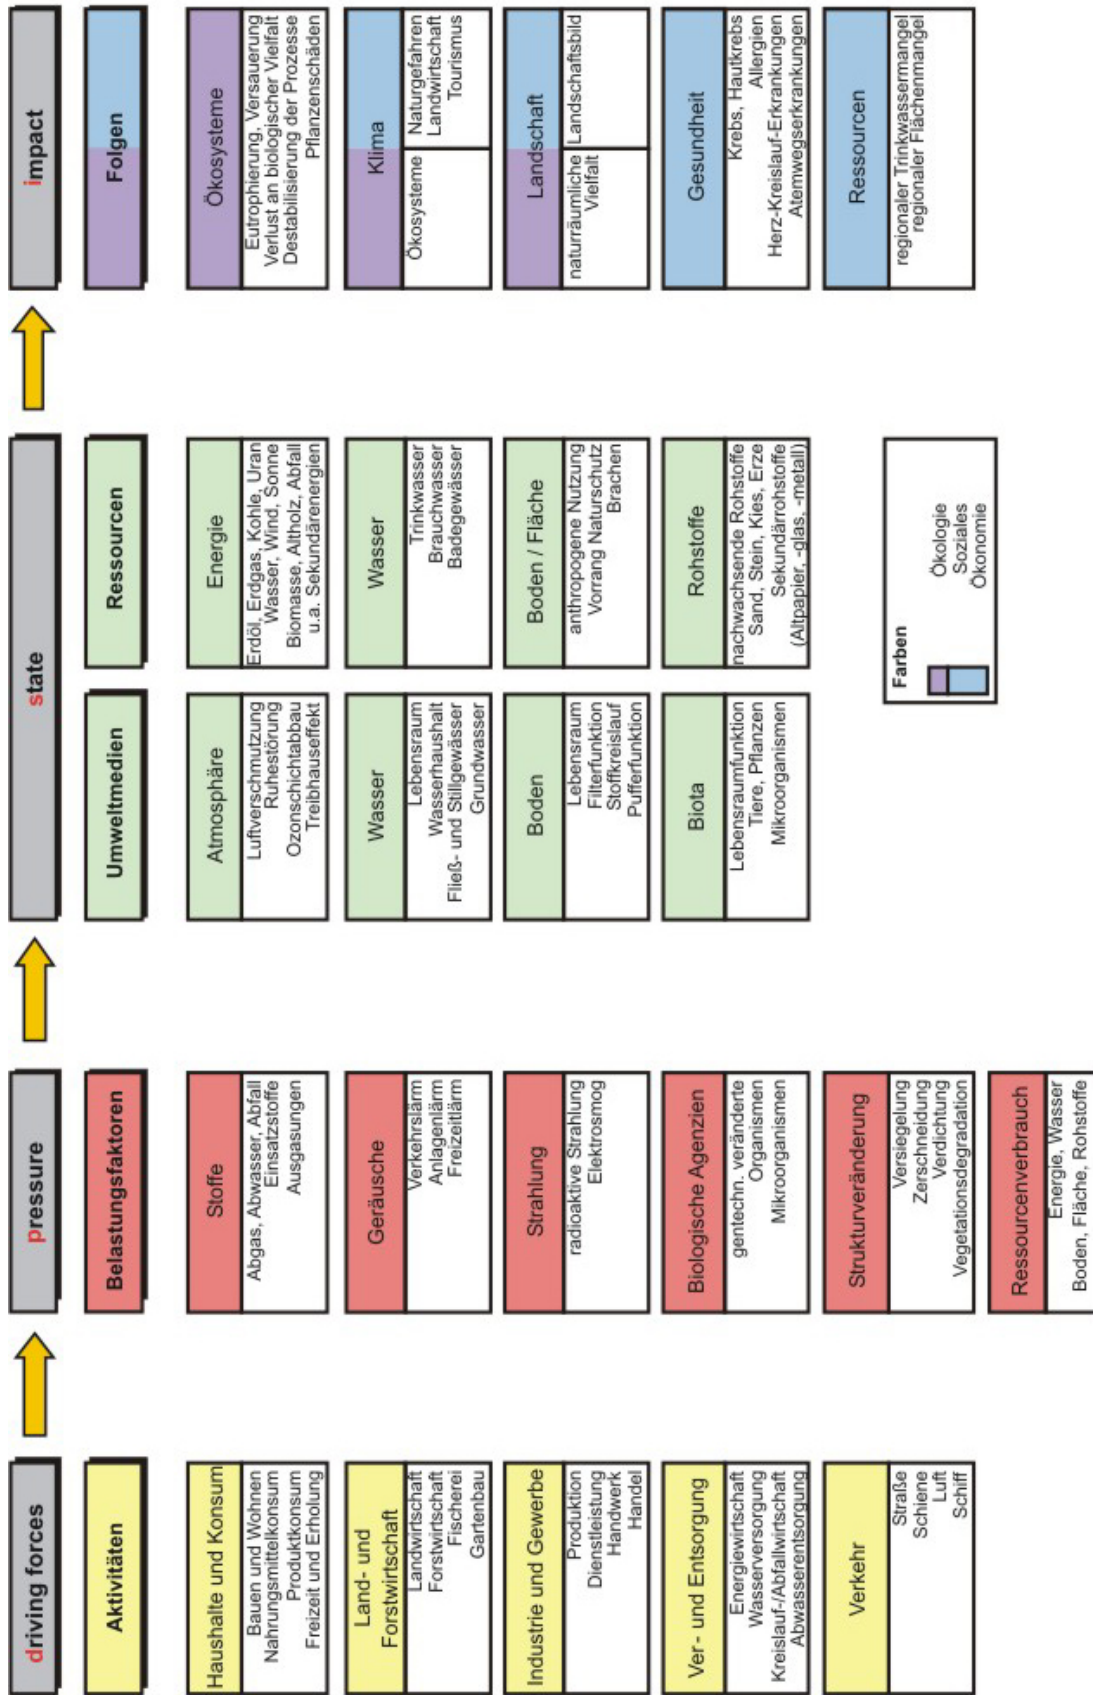 driving forces
Aktivitäten
Haushalte und Konsum
Bauen und Wohnen
Nahrungsmittelkonsum
Produktkonsum
Freizeit und Erholung
Land- und
Forstwirtschaft
Landwirtschaft
Forstwirtschaft
Fischerei
Gartenbau
Industrie und Gewerbe
Produktion
Dienstleistung
Handwerk
Handel
Ver- und Entsorgung
Energiewirtschaft
Wasserversorgung
Kreislauf-/Abfallwirtschaft
Abwasserentsorgung
Verkehr
Straße
Schiene
Luft
Schiff
pressure
Belastungsfaktoren
Stoffe
Abgas, Abwasser, Abfall
Einsatzstoffe
Ausgasungen
Geräusche
Verkehrslärm
Anlagenlärm
Freizeitlärm
Strahlung
radioaktive Strahlung
Elektrosmog
Biologische Agenzien
gentechn. veränderte
Organismen
Mikroorganismen
Strukturveränderung
Versiegelung
Zerschneidung
Verdichtung
Vegetationsdegradation
Ressourcenverbrauch
Energie, Wasser
Boden, Fläche, Rohstoffe
state
Umweltmedien
Atmosphäre
Luftverschmutzung
Ruhestörung
Ozonschichtabbau
Treibhauseffekt
Wasser
Lebensraum
Wasserhaushalt
Fließ- und Stillgewässer
Grundwasser
Boden
Lebensraum
Filterfunktion
Stoffkreislauf
Pufferfunktion
Biota
Lebensraumfunktion
Tiere, Pflanzen
Mikroorganismen
Ressourcen
Energie
Erdöl, Erdgas, Kohle, Uran
Wasser, Wind, Sonne
Biomasse, Altholz, Abfall
u.a. Sekundärenergien
Wasser
Trinkwasser
Brauchwasser
Badegewässer
Boden / Fläche
anthropogene Nutzung
Vorrang Naturschutz
Brachen
Rohstoffe
nachwachsende Rohstoffe
Sand, Stein, Kies, Erze
Sekundärrohstoffe
(Altpapier, -glas, -metall)
Farben
Ökologie
Soziales
Ökonomie
impact
Folgen
Ökosysteme
Eutrophierung, Versauerung
Verlust an biologischer Vielfalt
Destabilisierung der Prozesse
Pflanzenschäden
Klima
Ökosysteme
Naturgefahren
Landwirtschaft
Tourismus
Landschaft
naturräumliche
Vielfalt
Landschaftsbild
Gesundheit
Krebs, Hautkrebs
Allergien
Herz-Kreislauf-Erkrankungen
Atemwegserkrankungen
Ressourcen
regionaler Trinkwassermangel
regionaler Flächenmangel